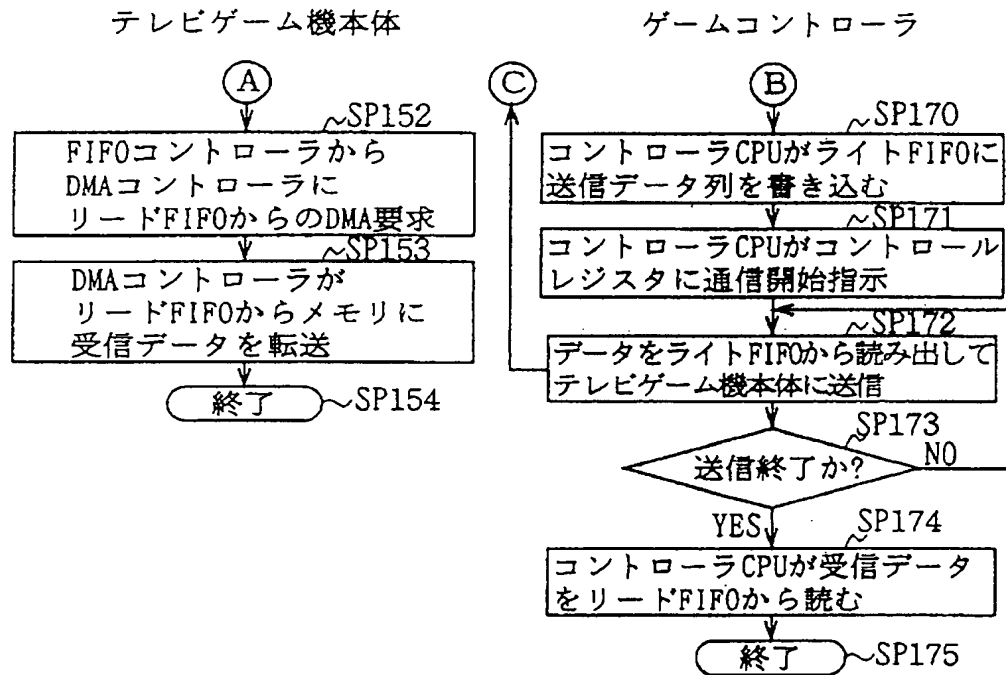 テレビゲーム機本体
A
SP152
FIFOコントローラから
DMAコントローラに
リードFIFOからのDMA要求
SP153
DMAコントローラが
リードFIFOからメモリに
受信データを転送
終了
SP154
C
ゲームコントローラ
B
SP170
コントローラCPUがライトFIFOに
送信データ列を書き込む
SP171
コントローラCPUがコントロール
レジスタに通信開始指示
SP172
データをライトFIFOから読み出して
テレビゲーム機本体に送信
SP173
送信終了か?
NO
YES
SP174
コントローラCPUが受信データ
をリードFIFOから読む
終了
SP175